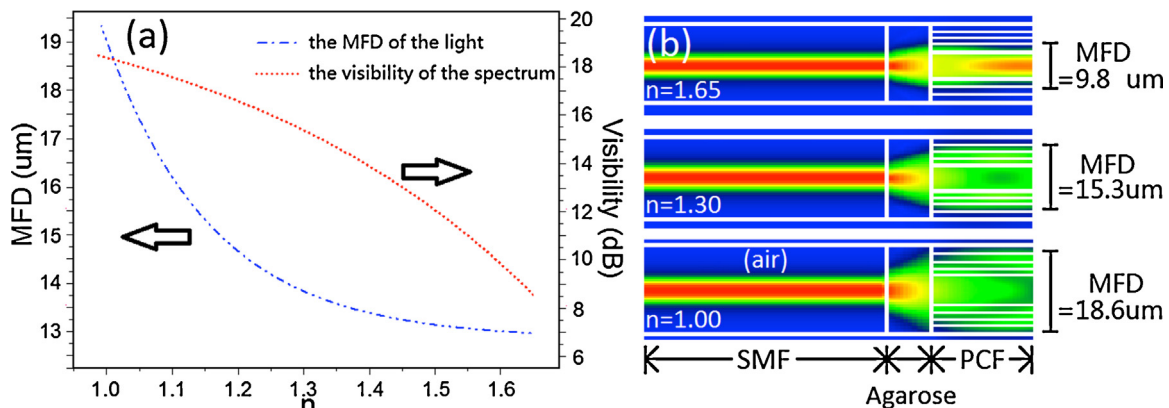 (a)
the MFD of the light
the visibility of the spectrum
MFD (um)
19
18
17
16
15
14
13
1.0 1.1 1.2 1.3 1.4 1.5 1.6
n
20
18
16
14
12
10
8
6
Visibility (dB)
(b)
n=1.65
MFD
=9.8 um
n=1.30
MFD
=15.3um
(air)
n=1.00
MFD
=18.6um
SMF
PCF
Agarose